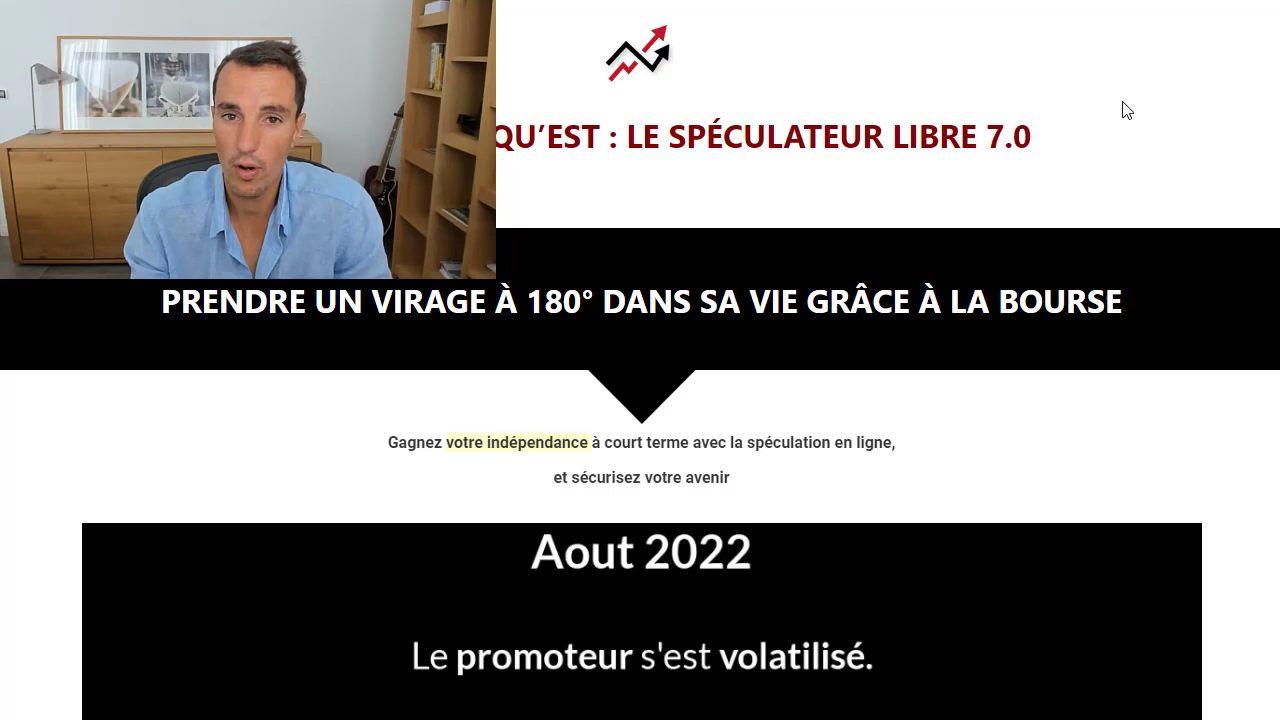 QU’EST : LE SPÉCULATEUR LIBRE 7.0
PRENDRE UN VIRAGE À 180° DANS SA VIE GRÂCE À LA BOURSE
Gagnez votre indépendance à court terme avec la spéculation en ligne,
et sécurisez votre avenir
Aout 2022
Le promoteur s'est volatilisé.